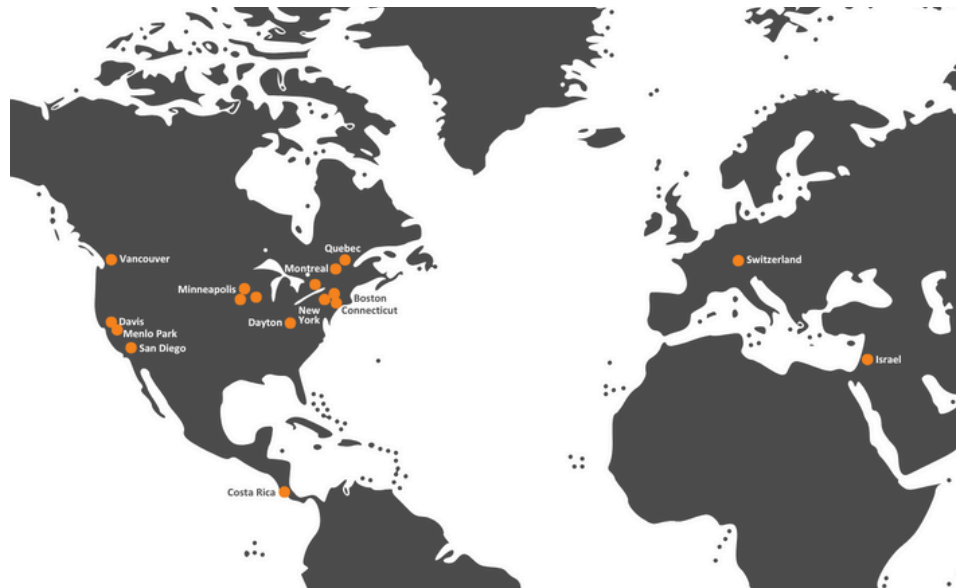 Quebec
Vancouver
Montreal
Switzerland
Minneapolis
Boston
New
York
Connecticut
Davis
Dayton
Menlo Park
San Diego
Israel
Costa Rica